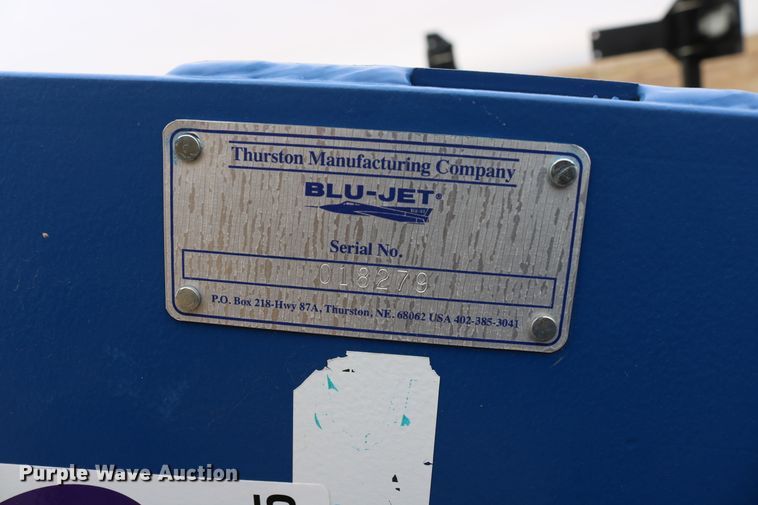 Thurston Manufacturing Company
BLU-JET®
Serial No.
018279
P.O. Box 218-Hwy 87A, Thurston, NE. 68062 USA 402-385-3041
Purple Wave Auction